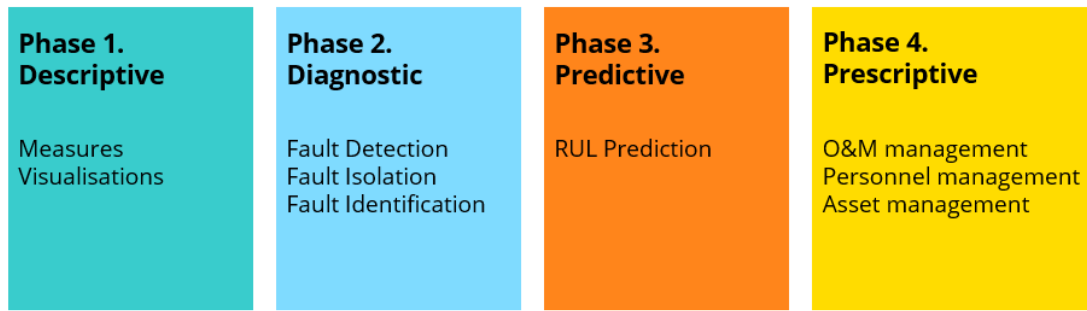 Phase 1.
Descriptive
Measures
Visualisations
Phase 2.
Diagnostic
Fault Detection
Fault Isolation
Fault Identification
Phase 3.
Predictive
RUL Prediction
Phase 4.
Prescriptive
O&M management
Personnel management
Asset management